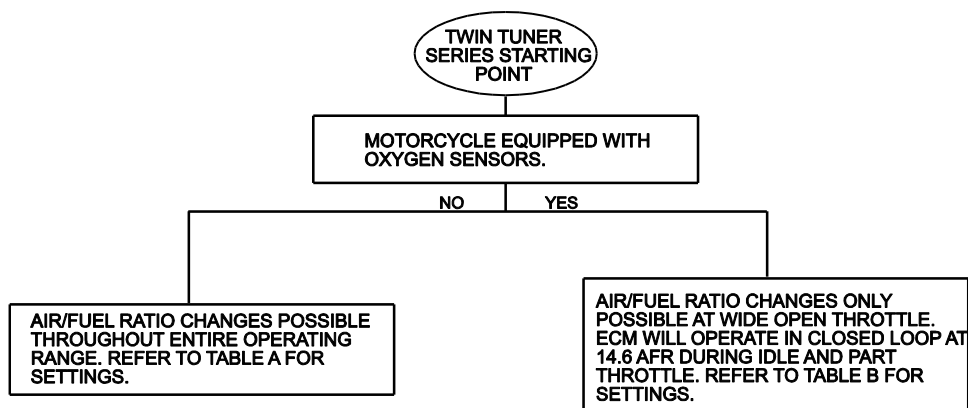 TWIN TUNER
SERIES STARTING
POINT
MOTORCYCLE EQUIPPED WITH
OXYGEN SENSORS.
NO
YES
AIR/FUEL RATIO CHANGES POSSIBLE
THROUGHOUT ENTIRE OPERATING
RANGE. REFER TO TABLE A FOR
SETTINGS.
AIR/FUEL RATIO CHANGES ONLY
POSSIBLE AT WIDE OPEN THROTTLE.
ECM WILL OPERATE IN CLOSED LOOP AT
14.6 AFR DURING IDLE AND PART
THROTTLE. REFER TO TABLE B FOR
SETTINGS.